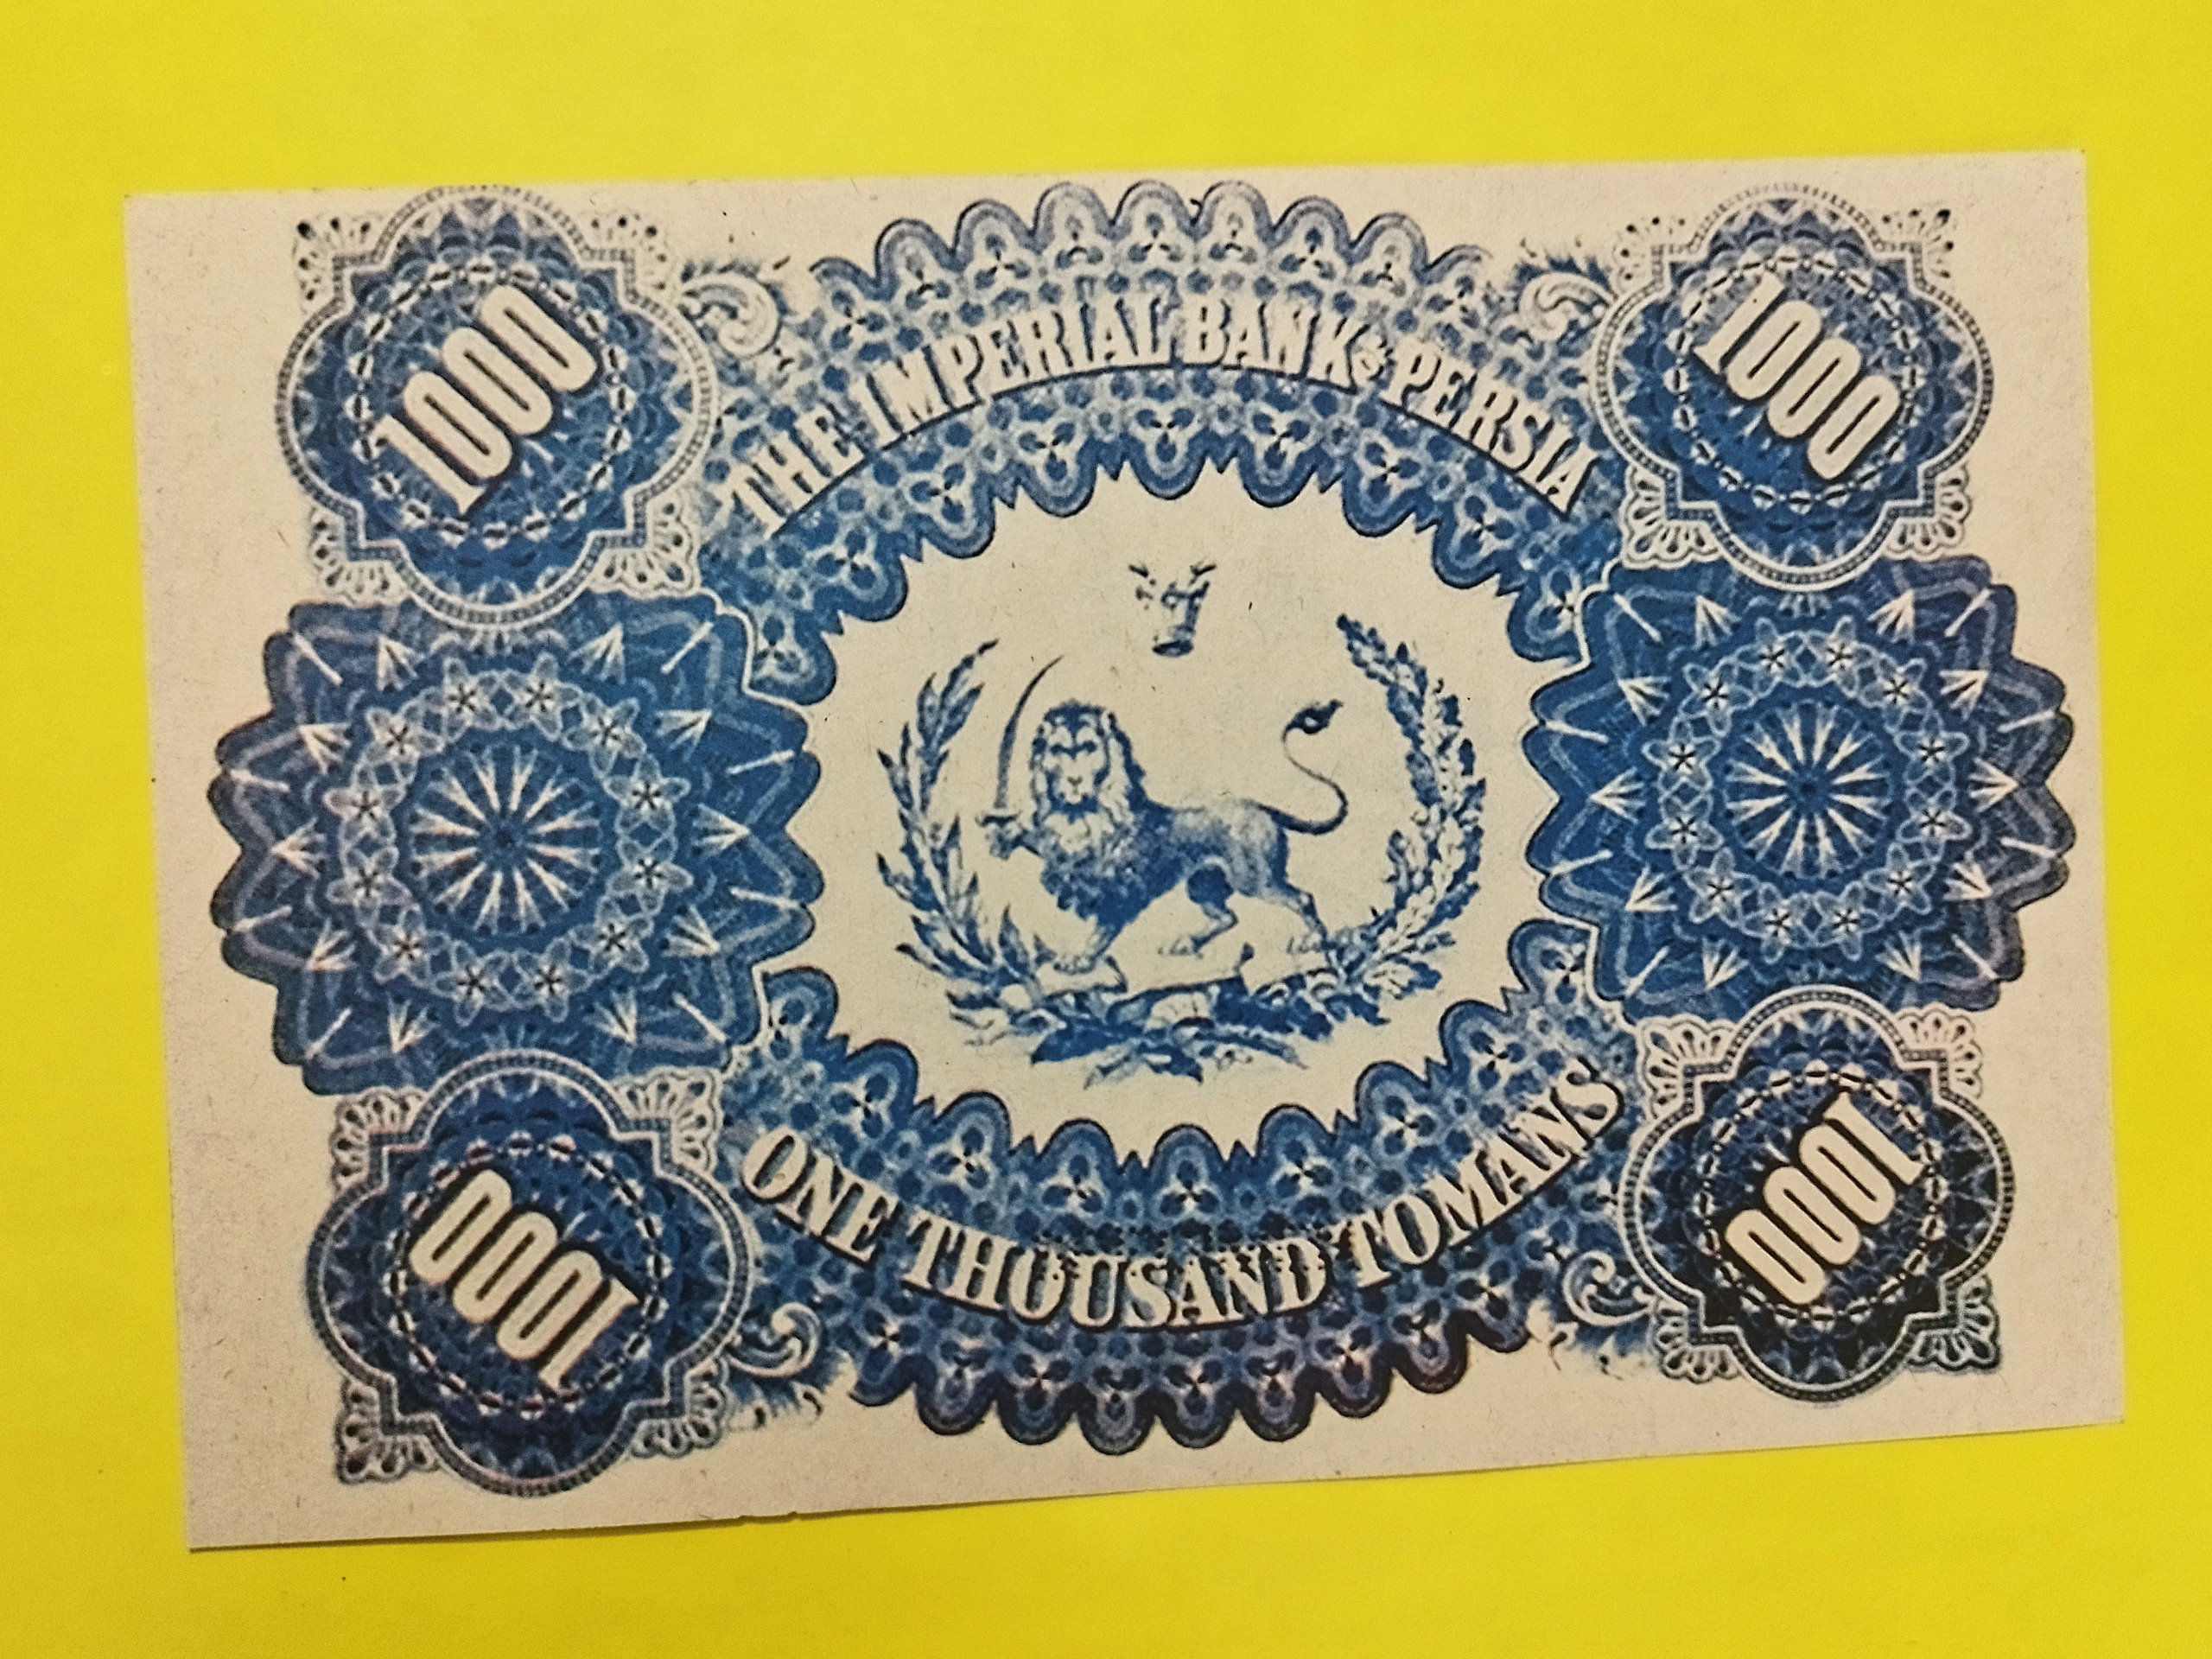 1000
1000
THE IMPERIAL BANK OF PERSIA
ONE THOUSAND TOMANS
1000
1000